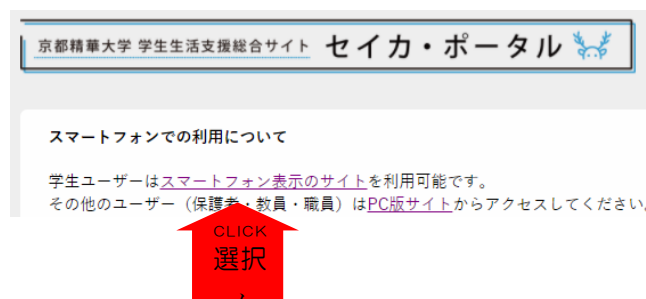 京都精華大学 学生生活支援総合サイト セイカ・ポータル
スマートフォンでの利用について
学生ユーザーはスマートフォン表示のサイトを利用可能です。
その他のユーザー（保護者・教員・職員）はPC版サイトからアクセスしてください。
CLICK
選択